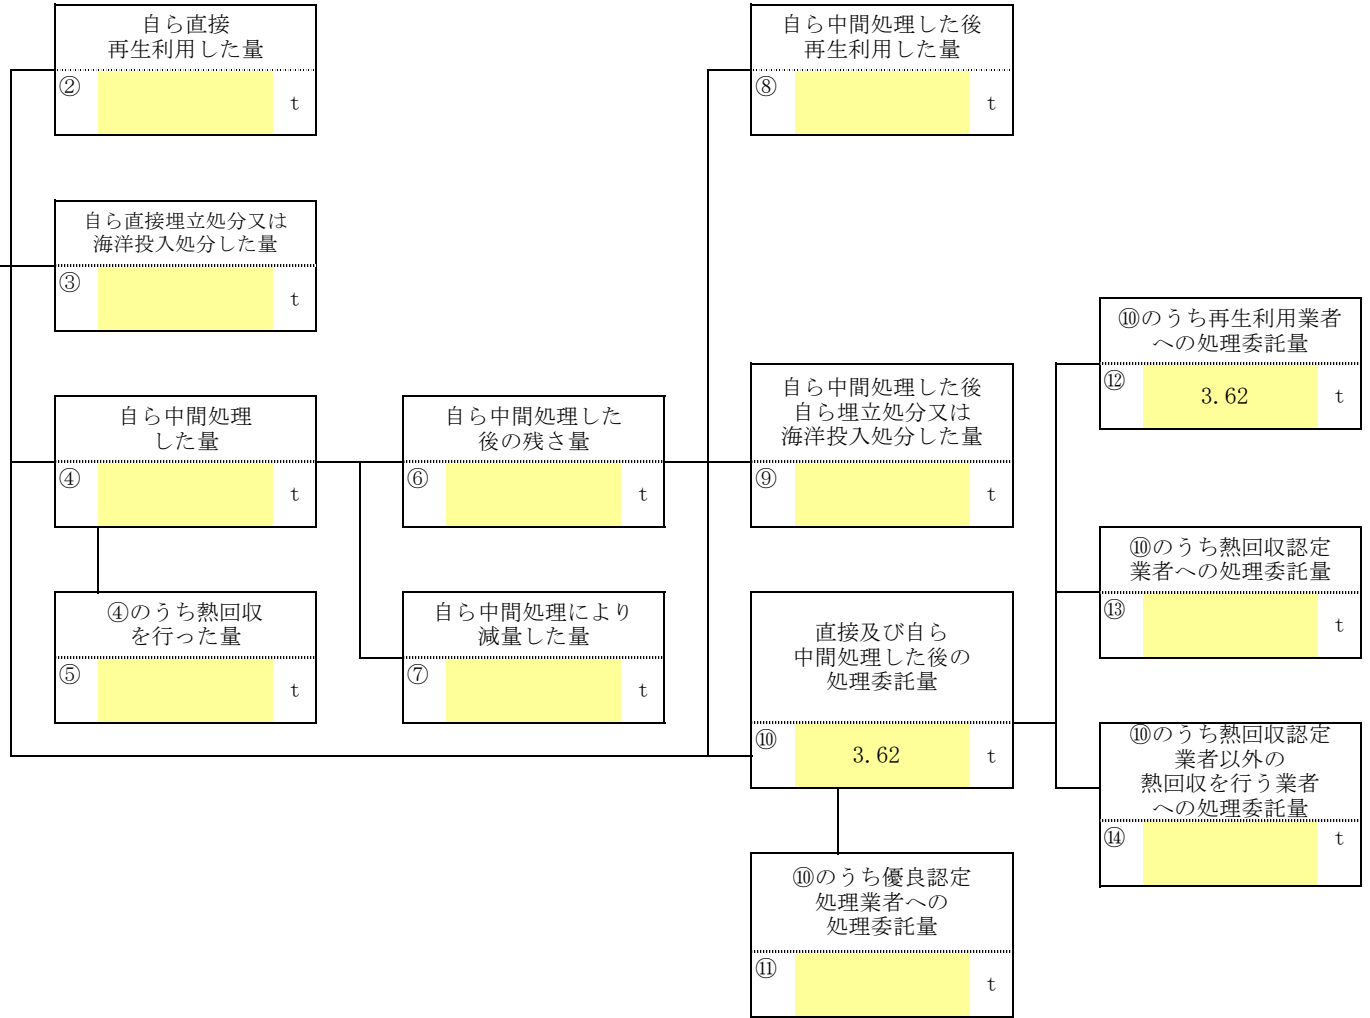 自ら直接
再生利用した量
②
t
自ら中間処理した後
再生利用した量
⑧
t
自ら直接埋立処分又は
海洋投入処分した量
③
t
⑩のうち再生利用業者
への処理委託量
⑫
3.62
t
自ら中間処理
した量
④
t
自ら中間処理した
後の残さ量
⑥
t
自ら中間処理した後
自ら埋立処分又は
海洋投入処分した量
⑨
t
⑩のうち熱回収認定
業者への処理委託量
⑬
t
④のうち熱回収
を行った量
⑤
t
自ら中間処理により
減量した量
⑦
t
直接及び自ら
中間処理した後の
処理委託量
⑩
3.62
t
⑩のうち熱回収認定
業者以外の
熱回収を行う業者
への処理委託量
⑭
t
⑩のうち優良認定
処理業者への
処理委託量
⑪
t